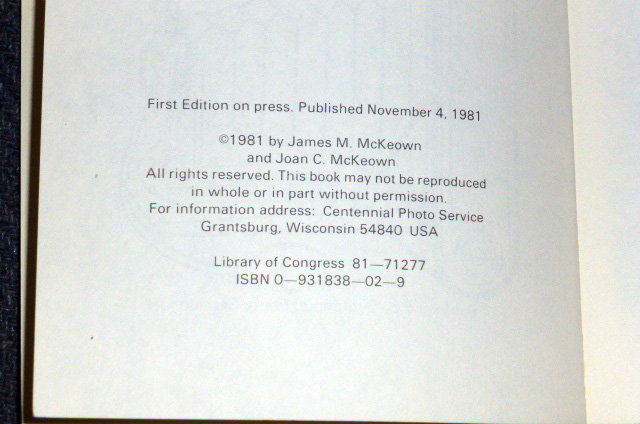 First Edition on press. Published November 4, 1981
©1981 by James M. McKeown
and Joan C. McKeown
All rights reserved. This book may not be reproduced
in whole or in part without permission.
For information address: Centennial Photo Service
Grantsburg, Wisconsin 54840 USA
Library of Congress 81—71277
ISBN 0—931838—02—9